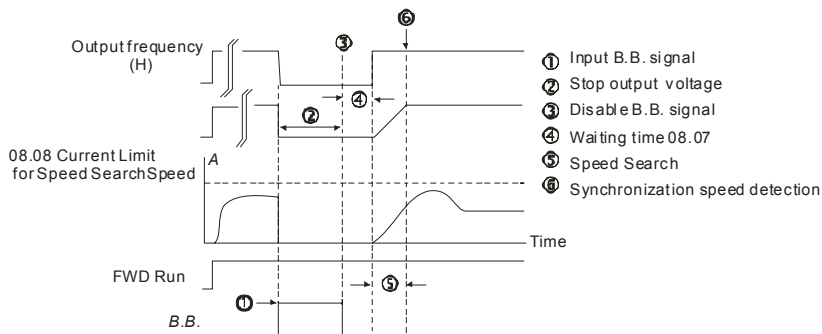 Output frequency
(H)
③
⑥
④
②
08.08 Current Limit
for Speed SearchSpeed
A
Time
FWD Run
⑤
①
B.B.
① Input B.B. signal
② Stop output voltage
③ Disable B.B. signal
④ Waiting time 08.07
⑤ Speed Search
⑥ Synchronization speed detection